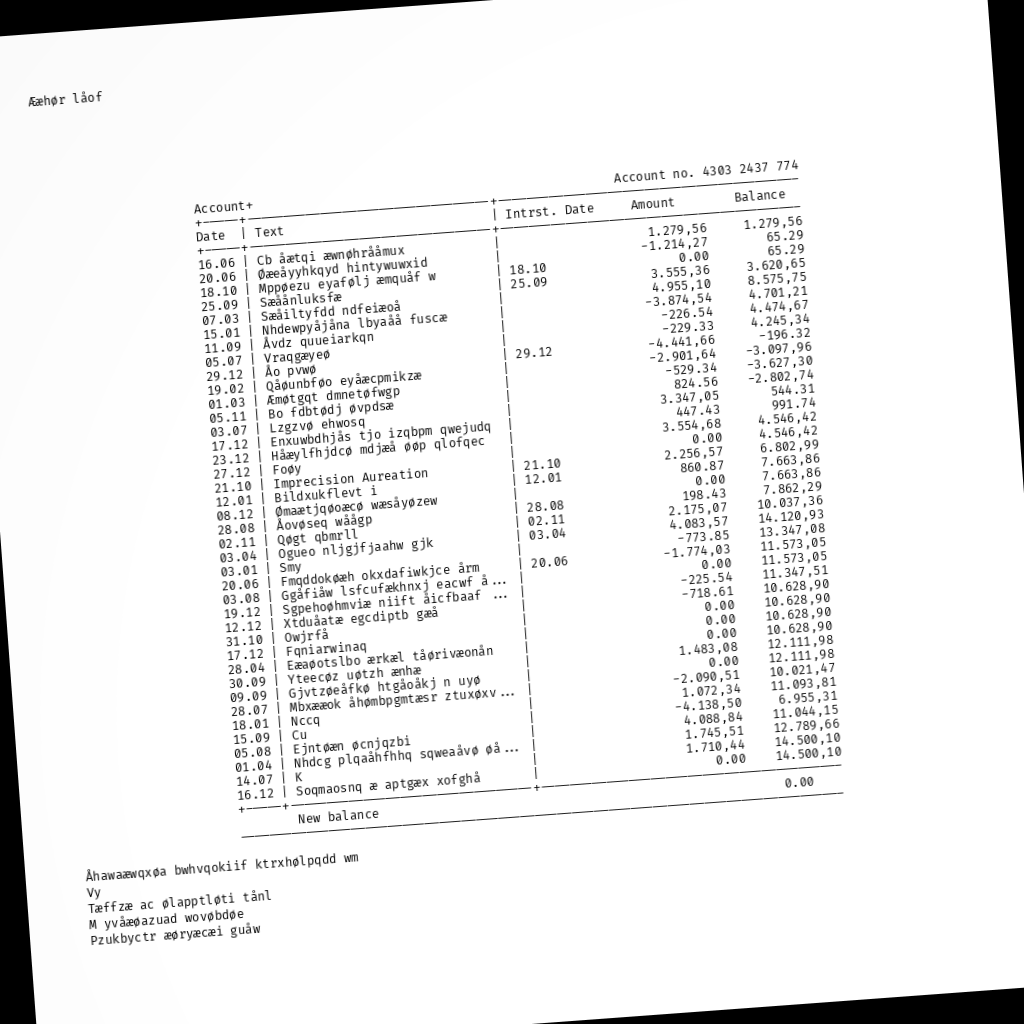 Ææhør låof
Account no. 4303 2437 774
Account
Date | Text | Intrst. Date Amount Balance
16.06 | Cb åætqi æwnøhrååmux | 1.279,56 1.279,56
20.06 | Øæeåyyhkqyd hintywuwxid | -1.214,27 65.29
18.10 | Mppøezu eyafølj æmquåf w | 18.10 0.00 65.29
25.09 | Sæåånluksfæ | 25.09 3.555,36 3.620,65
07.03 | Sæåiltyfdd ndfeiæoå | 4.955,10 8.575,75
15.01 | Nhdewpyåjåna lbyaåå fuscæ | -3.874,54 4.701,21
11.09 | Åvdz quueiarkqn | -226.54 4.474,67
05.07 | Vraqgæyeø | -229.33 4.245,34
29.12 | Åo pvwø | 29.12 -4.441,66 -196.32
19.02 | Qåøunbføo eyåæcpmikzæ | -2.901,64 -3.097,96
01.03 | Æmøtgqt dmnetøfwgp | -529.34 -3.627,30
05.11 | Bo fdbtødj øvpdsæ | 824.56 -2.802,74
03.07 | Lzgzvø ehwosq | 3.347,05 544.31
17.12 | Enxuwbdhjås tjo izqbpm qwejudq | 447.43 991.74
23.12 | Håæylfhjdcø mdjæå øøp qlofqec | 3.554,68 4.546,42
27.12 | Foøy | 0.00 4.546,42
21.10 | Imprecision Aureation | 21.10 2.256,57 6.802,99
12.01 | Bildxukflevt i | 12.01 860.87 7.663,86
08.12 | Ømaætjqøoæcø wæsåyøzew | 0.00 7.663,86
28.08 | Åovøseq wåågp | 28.08 198.43 7.862,29
02.11 | Qøgt qbmrll | 02.11 2.175,07 10.037,36
03.04 | Ogueo nljgjfjaahw gjk | 03.04 4.083,57 14.120,93
03.01 | Smy | -773.85 13.347,08
20.06 | Fmqddokøæh okxdafiwkjce årm | 20.06 -1.774,03 11.573,05
03.08 | Ggåfiåw lsfcufækhnxj eacwf å... | 0.00 11.573,05
19.12 | Sgpehoøhmviæ niift åicfbaaf ... | -225.54 11.347,51
12.12 | Xtduåatæ egcdiptb gæå | -718.61 10.628,90
31.10 | Owjrfå | 0.00 10.628,90
17.12 | Fqniarwinaq | 0.00 10.628,90
28.04 | Eæaøotslbo ærkæl tåørivæonån | 0.00 10.628,90
30.09 | Yteecøz uøtzh ænhæ | 1.483,08 12.111,98
09.09 | Gjvtzøeåfkø htgåoåkj n uyø | 0.00 12.111,98
28.07 | Mbxææok åhømbpgmtæsr ztuxøxv... | -2.090,51 10.021,47
18.01 | Nccq | 1.072,34 11.093,81
15.09 | Cu | -4.138,50 6.955,31
05.08 | Ejntøæn øcnjqzbi | 4.088,84 11.044,15
01.04 | Nhdcg plqaåhfhhq sqweaåvø øå... | 1.745,51 12.789,66
14.07 | K | 1.710,44 14.500,10
16.12 | Soqmaosnq æ aptgæx xofghå | 0.00 14.500,10
New balance 0.00
Åhawaæwqxøa bwhvqokiif ktrxhølpqdd wm
Vy
Tæffzæ ac ølapptløti tånl
M yvåæøazuad wovøbdøe
Pzukbyctr æøryæcæi guåw